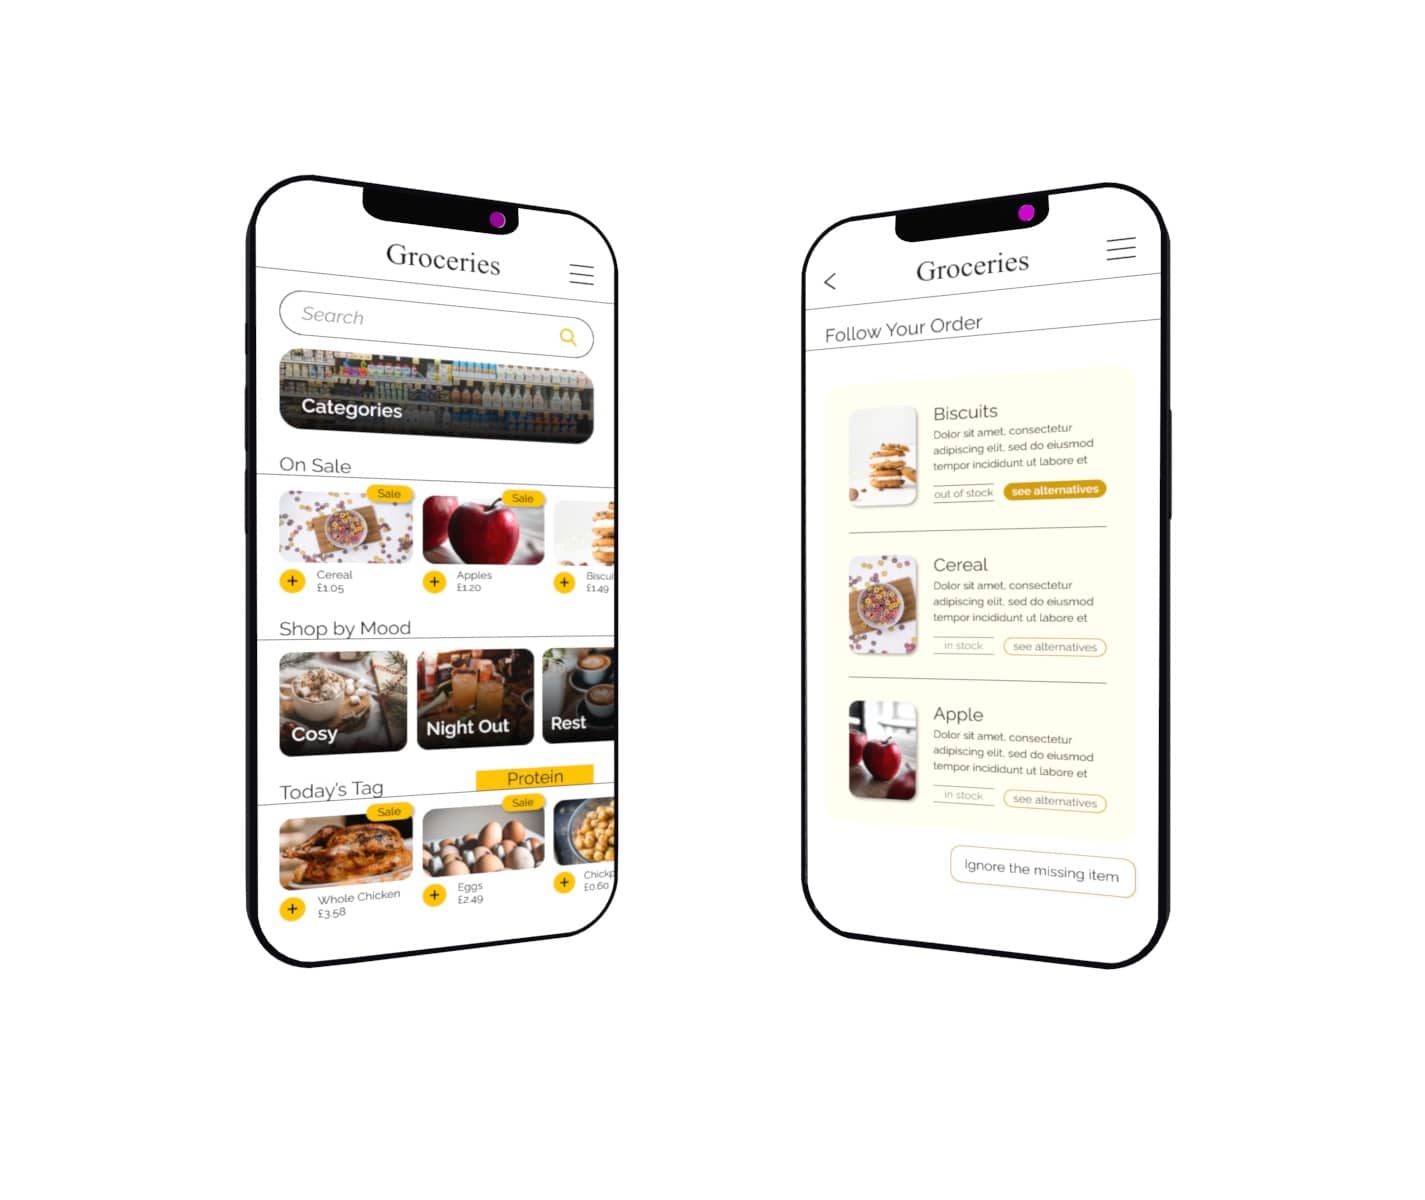 Groceries
Search
Categories
On Sale
Sale
Sale
Cereal
£1.05
Apples
£1.20
Biscui
£1.49
Shop by Mood
Cosy
Night Out
Rest
Today's Tag
Protein
Sale
Sale
Whole Chicken
£3.58
Eggs
£2.49
Chickp
£0.60
Groceries
Follow Your Order
Biscuits
Dolor sit amet, consectetur
adipiscing elit, sed do eiusmod
tempor incididunt ut labore et
out of stock
see alternatives
Cereal
Dolor sit amet, consectetur
adipiscing elit, sed do eiusmod
tempor incididunt ut labore et
in stock
see alternatives
Apple
Dolor sit amet, consectetur
adipiscing elit, sed do eiusmod
tempor incididunt ut labore et
in stock
see alternatives
Ignore the missing item